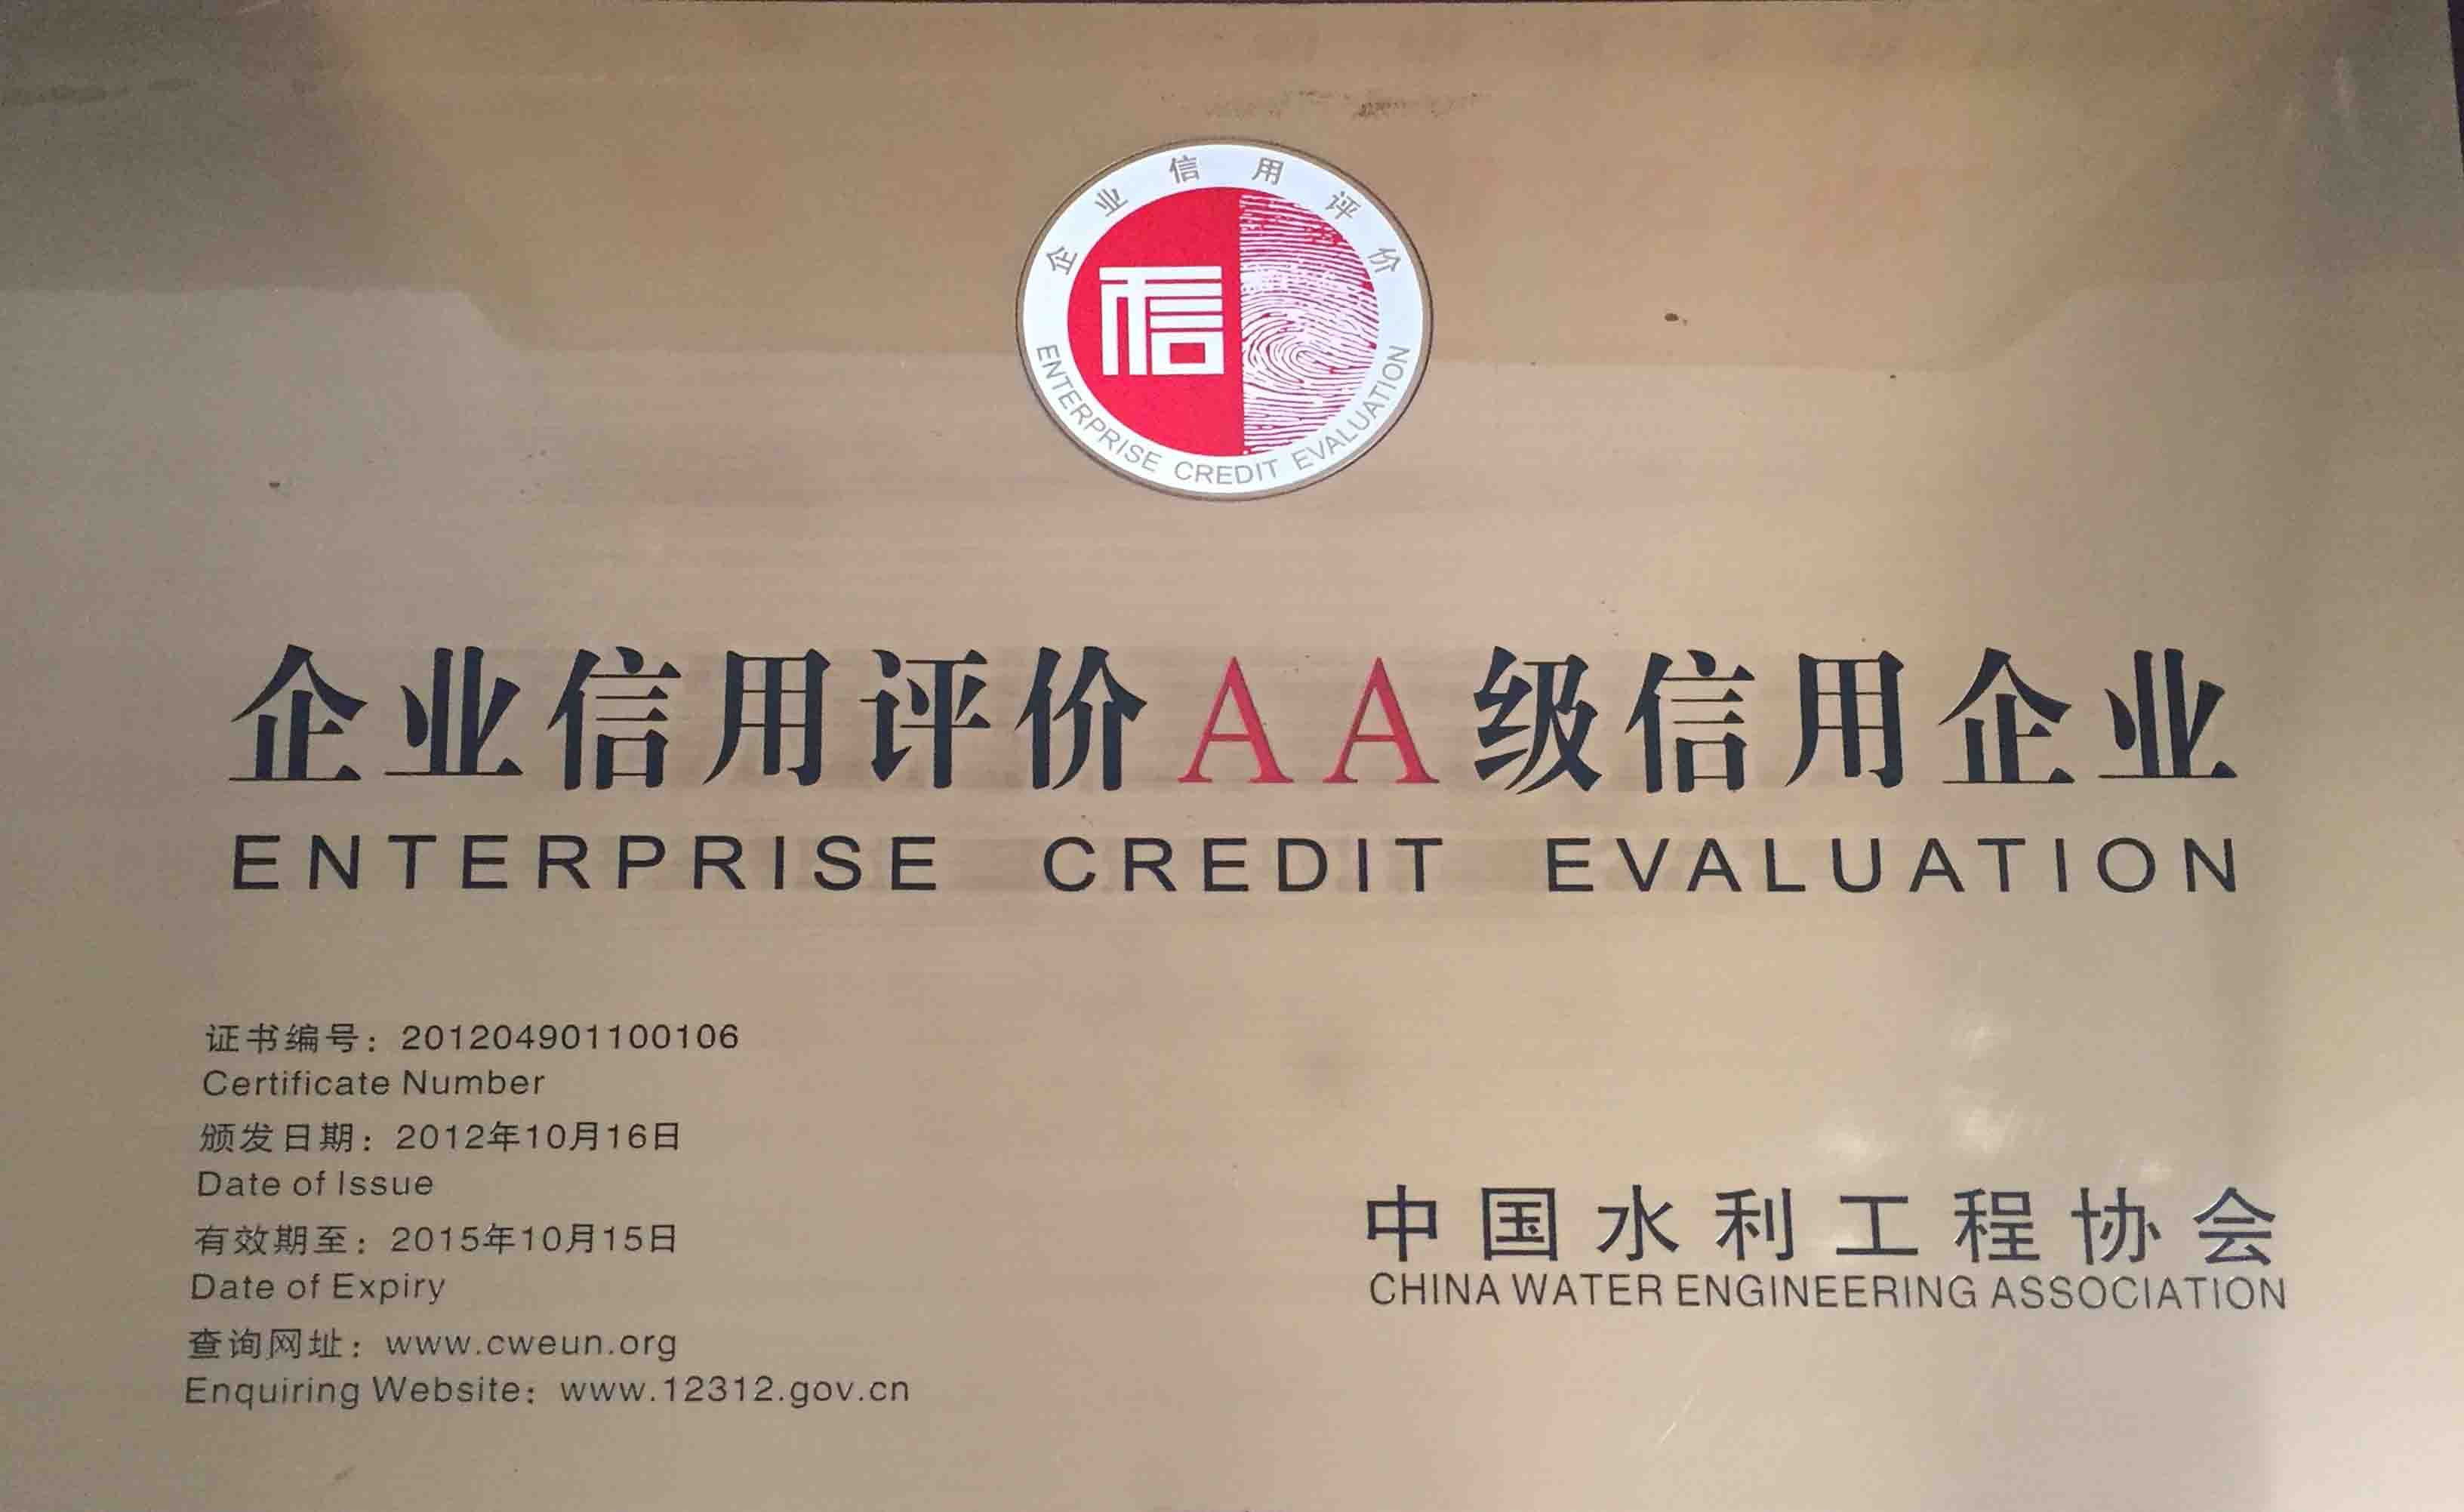 企业信用评价
信
ENTERPRISE CREDIT EVALUATION
企业信用评价AA级信用企业
ENTERPRISE CREDIT EVALUATION
证书编号：201204901100106
Certificate Number
颁发日期：2012年10月16日
Date of Issue
有效期至：2015年10月15日
Date of Expiry
查询网址：www.cweun.org
Enquiring Website：www.12312.gov.cn
中国水利工程协会
CHINA WATER ENGINEERING ASSOCIATION